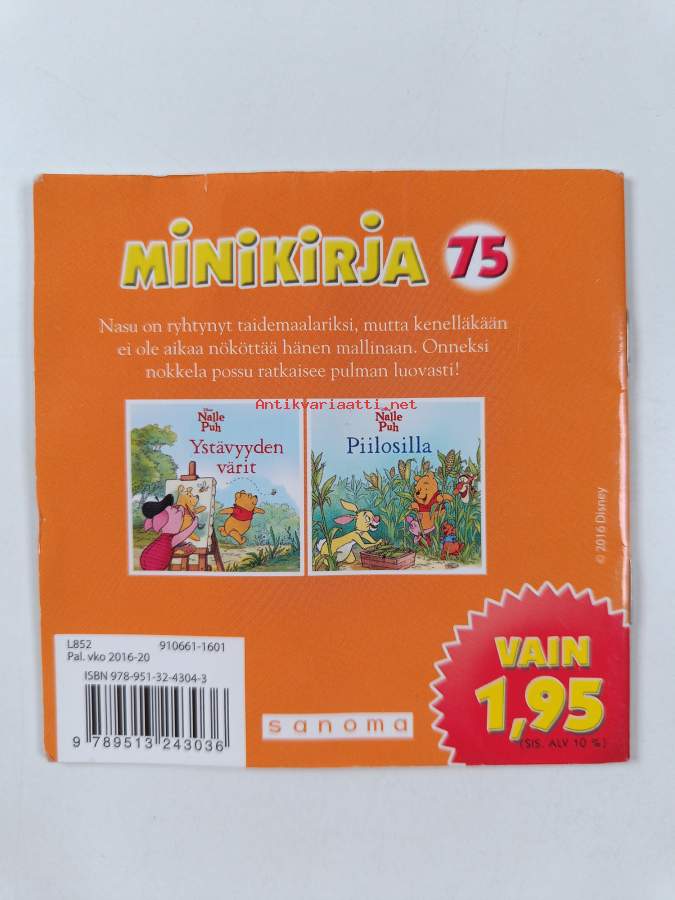 MINIKIRJA 75
Nasu on ryhtynyt taidemaalariksi, mutta kenelläkään
ei ole aikaa nököttää hänen mallinaan. Onneksi
nokkela possu ratkaisee pulman luovasti!
Antikvariaatti.net
Disney
Nalle
Puh
Ystävyyden
värit
Nalle
Puh
Piilosilla
© 2016 Disney
L852 910661-1601
Pal. vko 2016-20
ISBN 978-951-32-4304-3
9 789513 243036
sanoma
VAIN
1,95
(SIS. ALV 10 %)